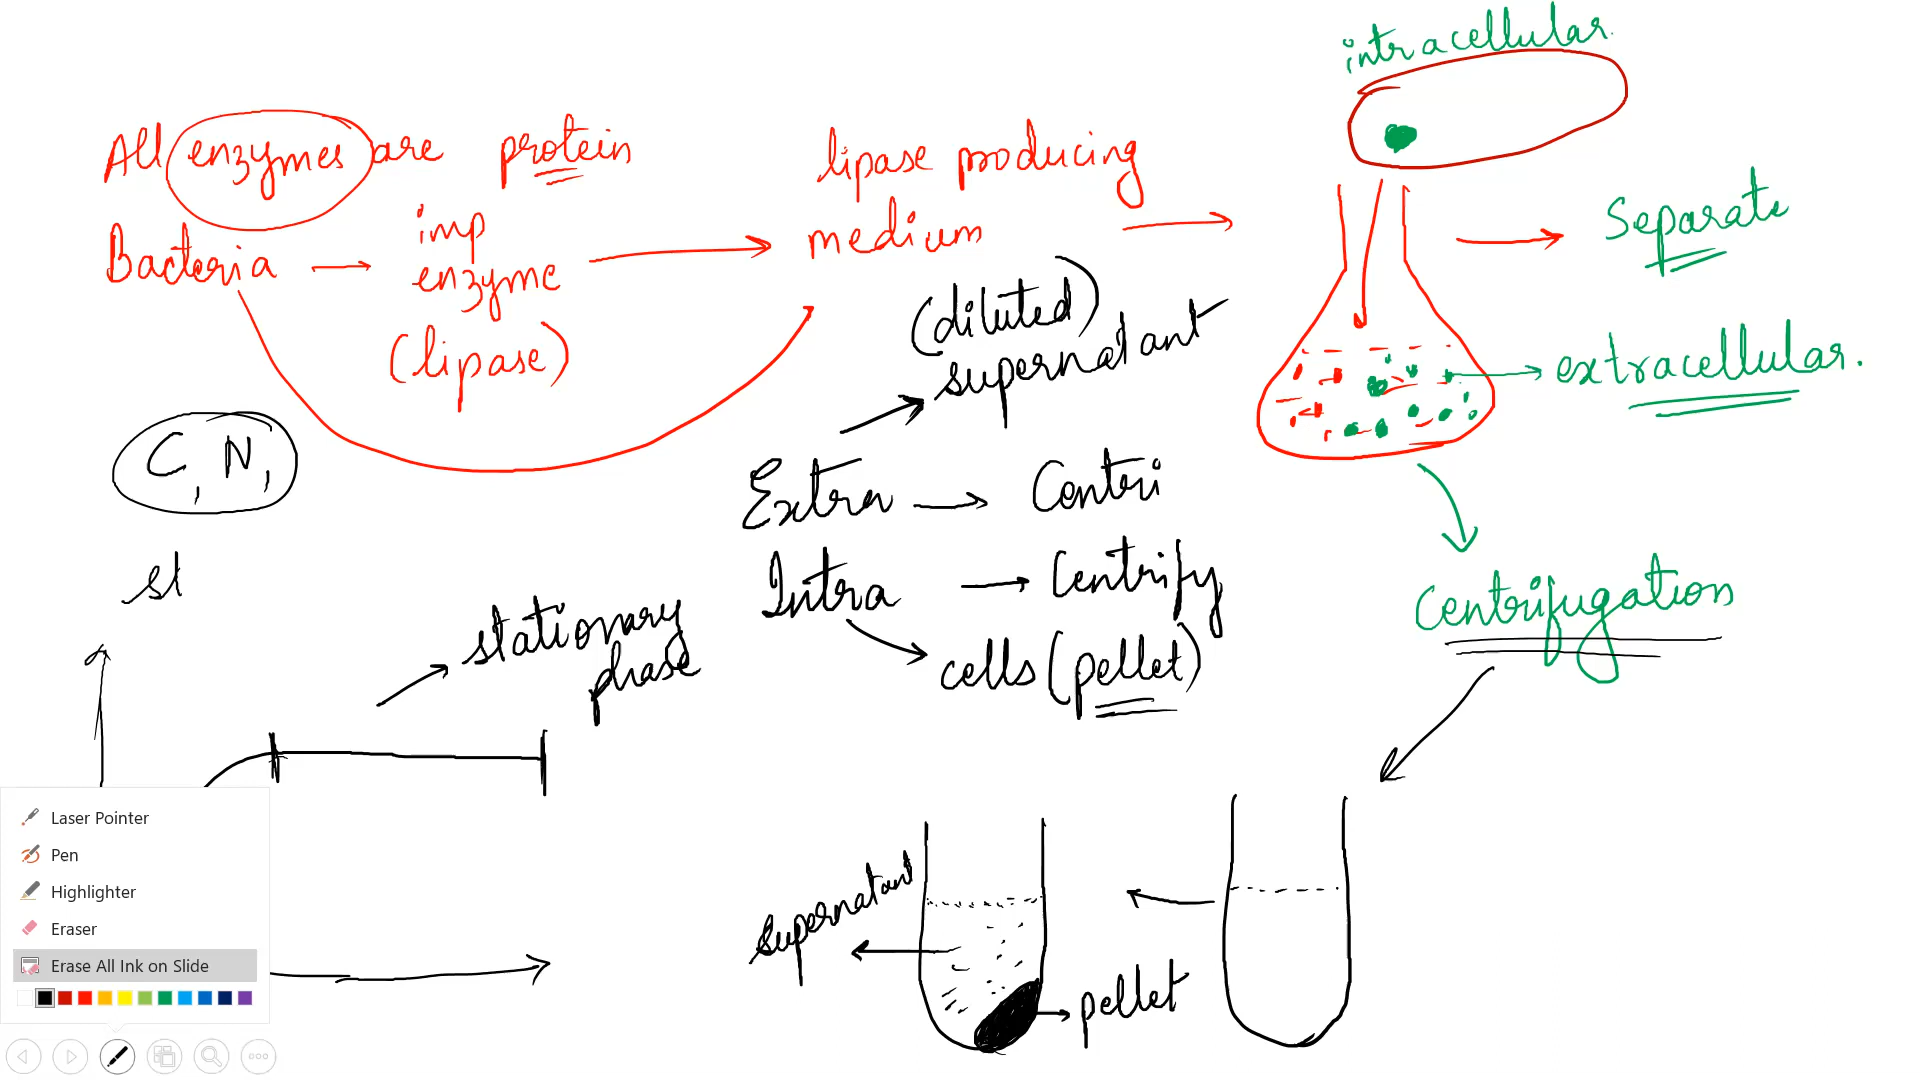 intracellular.
All enzymes are protein
lipase producing
medium
Bacteria → imp
enzyme
(lipase)
Separate
extracellular.
(diluted)
supernatant
C, N,
st
Extra → Centri
Intra → Centrify
cells (pellet)
Centrifugation
stationary
phase
supernatant
pellet
Laser Pointer
Pen
Highlighter
Eraser
Erase All Ink on Slide